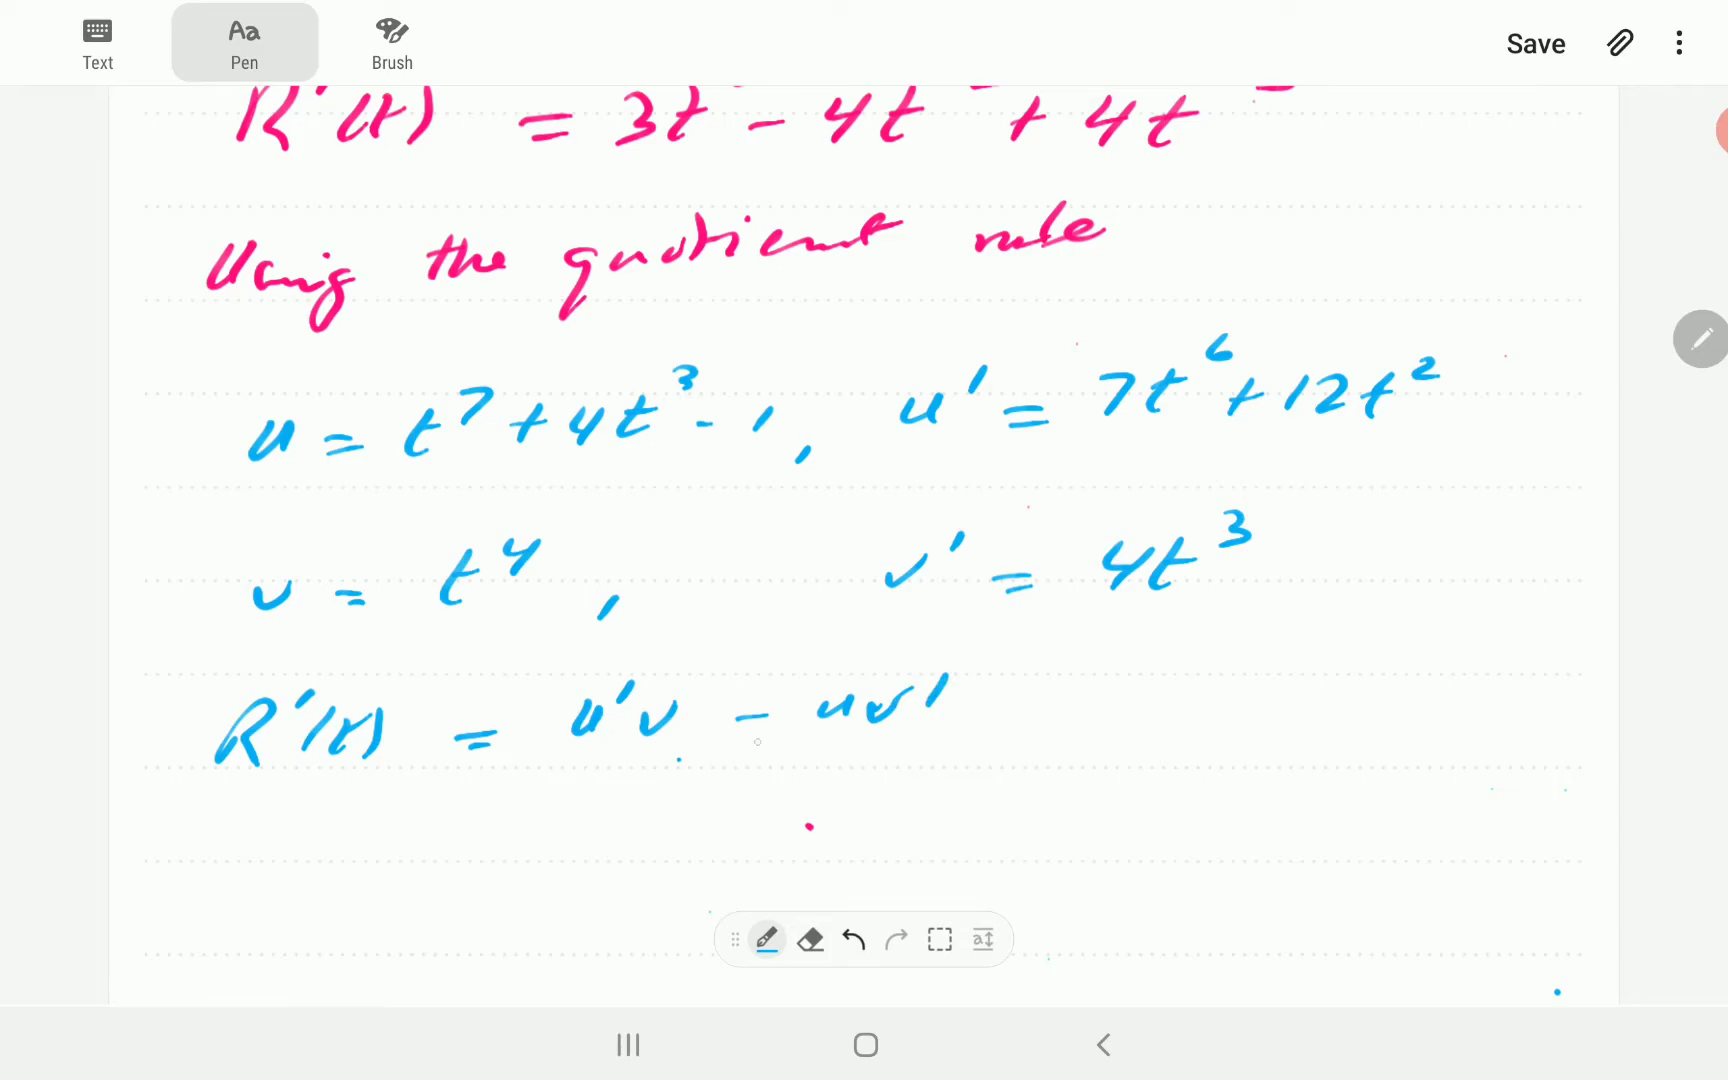 Text Pen Brush Save
R'(t) = 3t - 4t + 4t
Using the quotient rule
u = t⁷ + 4t³ - 1, u' = 7t⁶ + 12t²
v = t⁴, v' = 4t³
R'(t) = u'v - uv'